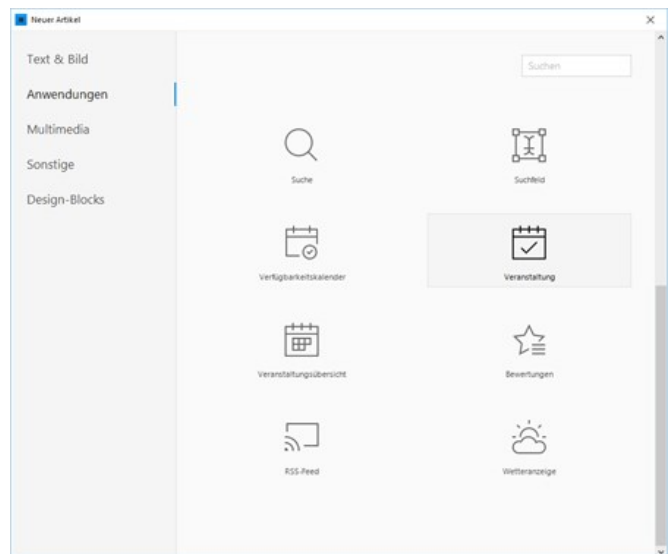 Neuer Artikel
Text & Bild
Anwendungen
Multimedia
Sonstige
Design-Blocks
Suchen
Suche
Suchfeld
Verfügbarkeitskalender
Veranstaltung
Veranstaltungsübersicht
Bewertungen
RSS-Feed
Wetteranzeige